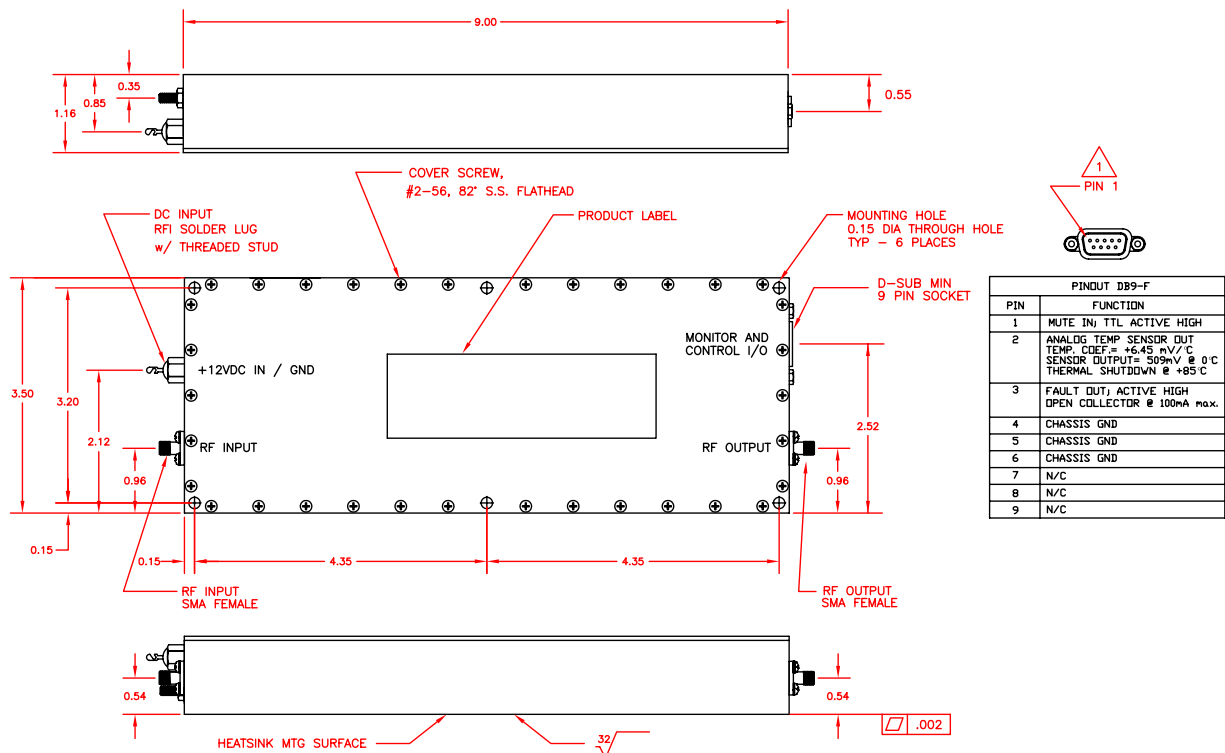 9.00
0.35
0.85
1.16
0.55
COVER SCREW,
#2-56, 82° S.S. FLATHEAD
DC INPUT
RFI SOLDER LUG
w/ THREADED STUD
PRODUCT LABEL
MOUNTING HOLE
0.15 DIA THROUGH HOLE
TYP - 6 PLACES
D-SUB MIN
9 PIN SOCKET
1
PIN 1
MONITOR AND
CONTROL I/O
+12VDC IN / GND
RF INPUT
RF OUTPUT
3.50
3.20
2.12
0.96
0.15
0.15
4.35
4.35
0.96
2.52
RF INPUT
SMA FEMALE
RF OUTPUT
SMA FEMALE
PINOUT DB9-F
PIN FUNCTION
1 MUTE IN; TTL ACTIVE HIGH
2 ANALOG TEMP SENSOR OUT
TEMP. COEF.= +6.45 mV/°C
SENSOR OUTPUT= 509mV @ 0°C
THERMAL SHUTDOWN @ +85°C
3 FAULT OUT; ACTIVE HIGH
OPEN COLLECTOR @ 100mA max.
4 CHASSIS GND
5 CHASSIS GND
6 CHASSIS GND
7 N/C
8 N/C
9 N/C
0.54
0.54
HEATSINK MTG SURFACE
32
.002